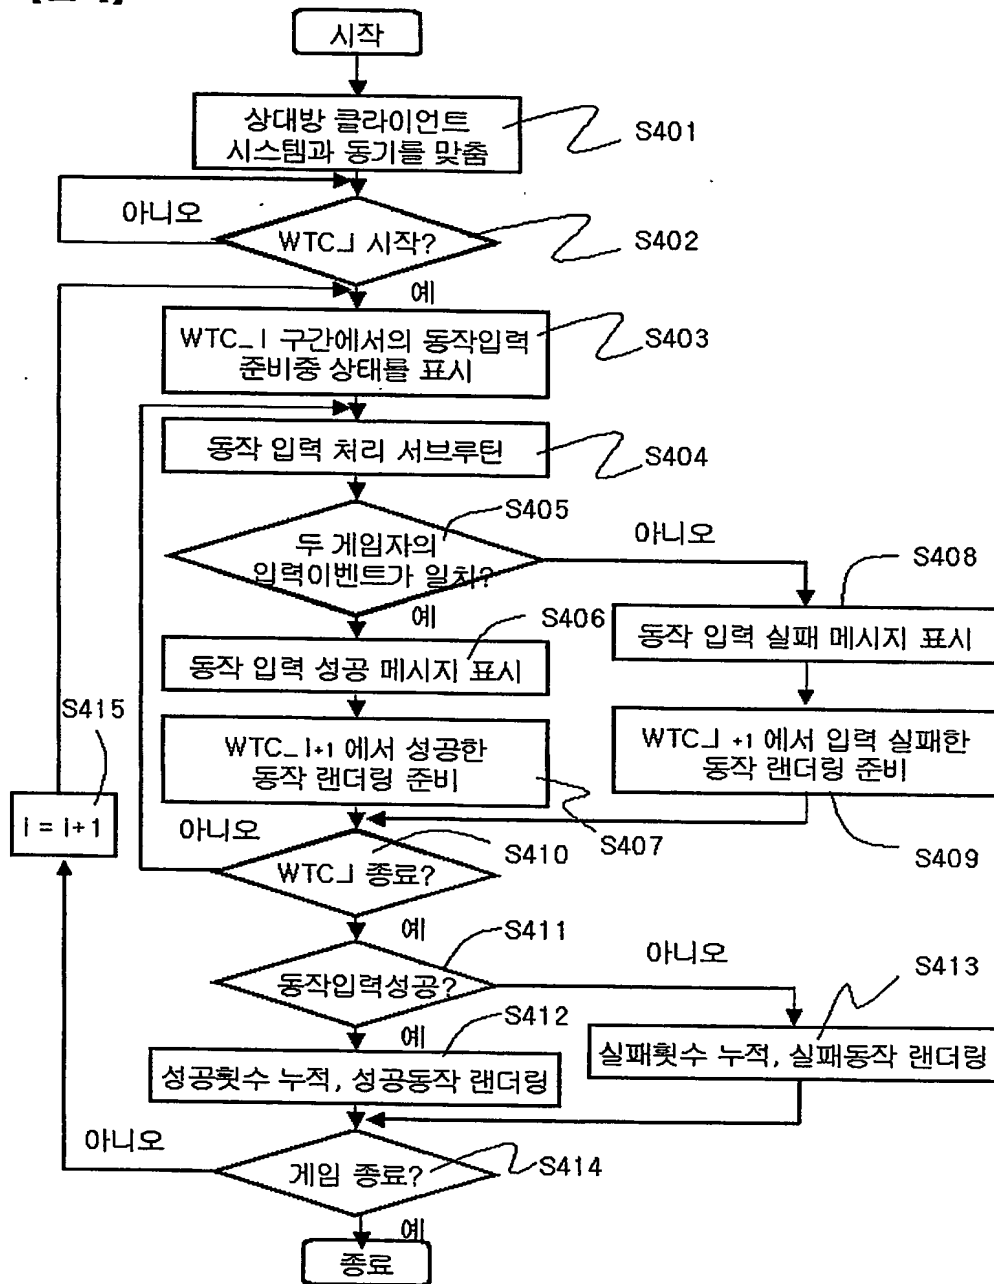 시작
상대방 클라이언트
시스템과 동기를 맞춤
S401
아니오
WTC_i 시작?
S402
예
WTC_i 구간에서의 동작입력
준비중 상태를 표시
S403
동작 입력 처리 서브루틴
S404
S405
두 게임자의
입력이벤트가 일치?
아니오
예
S406
S408
동작 입력 성공 메시지 표시
동작 입력 실패 메시지 표시
S415
WTC_i+1 에서 성공한
동작 랜더링 준비
WTC_i +1 에서 입력 실패한
동작 랜더링 준비
i = i+1
아니오
S407
S409
S410
WTC_i 종료?
예
S411
아니오
동작입력성공?
S413
S412
예
성공횟수 누적, 성공동작 랜더링
실패횟수 누적, 실패동작 랜더링
아니오
게임 종료?
S414
예
종료